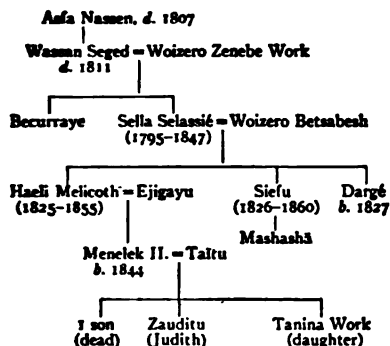 Asfa Nassen, d. 1807
Wassan Seged = Woizero Zenebe Work
d. 1811
Becurraye Sella Selassié = Woizero Betsabesh
(1795–1847)
Haeli Melicoth = Ejigayu Siefu Dargé
(1825–1855) (1826–1860) b. 1827
Mashashā
Menelek II. = Taïtu
b. 1844
1 son Zauditu Tanina Work
(dead) (Judith) (daughter)